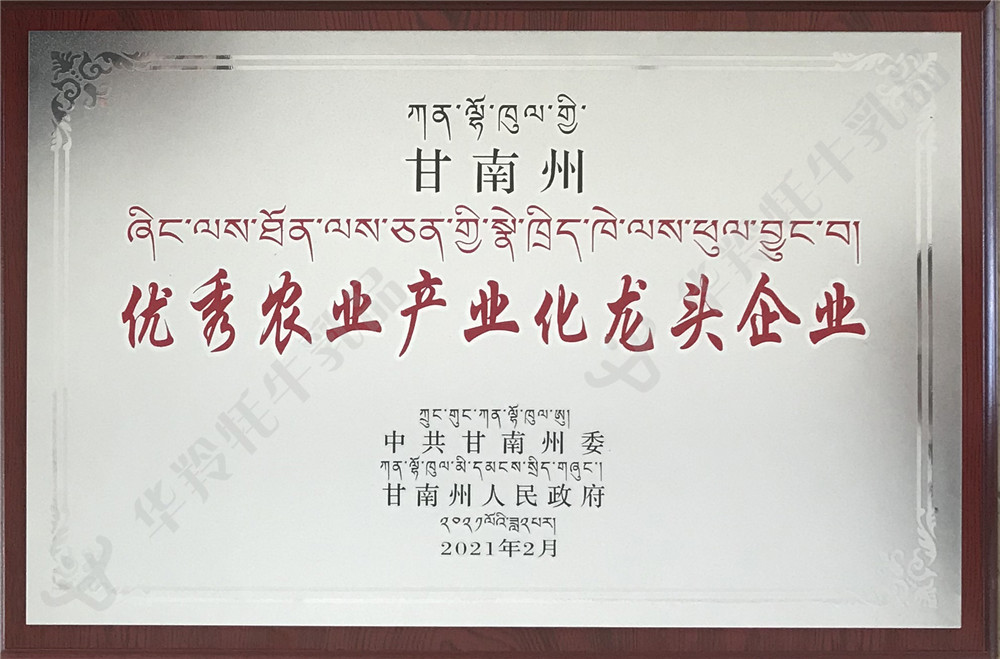 ཀན་ལྷོ་ཁུལ་གྱི་
甘南州
ཞིང་ལས་ཐོན་ལས་ཅན་གྱི་སྣེ་ཁྲིད་ཁེ་ལས་ཕུལ་བྱུང་བ།
优秀农业产业化龙头企业
ཀྲུང་གུང་ཀན་ལྷོ་ཁུལ་ཨུ།
中共甘南州委
ཀན་ལྷོ་ཁུལ་མི་དམངས་སྲིད་གཞུང་།
甘南州人民政府
༢༠༢༡ལོའི་ཟླ༢པར།
2021年2月
华羚牦牛乳品
华羚牦牛乳品